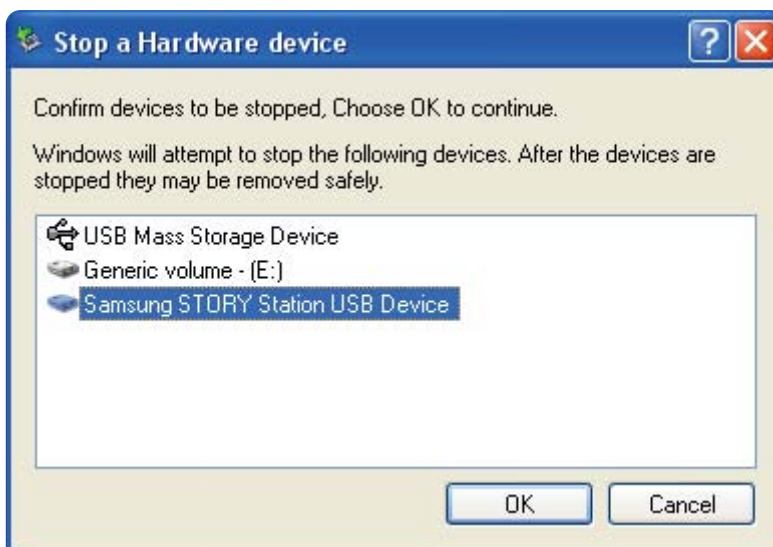 Stop a Hardware device
Confirm devices to be stopped, Choose OK to continue.
Windows will attempt to stop the following devices. After the devices are
stopped they may be removed safely.
USB Mass Storage Device
Generic volume - (E:)
Samsung STORY Station USB Device
OK
Cancel